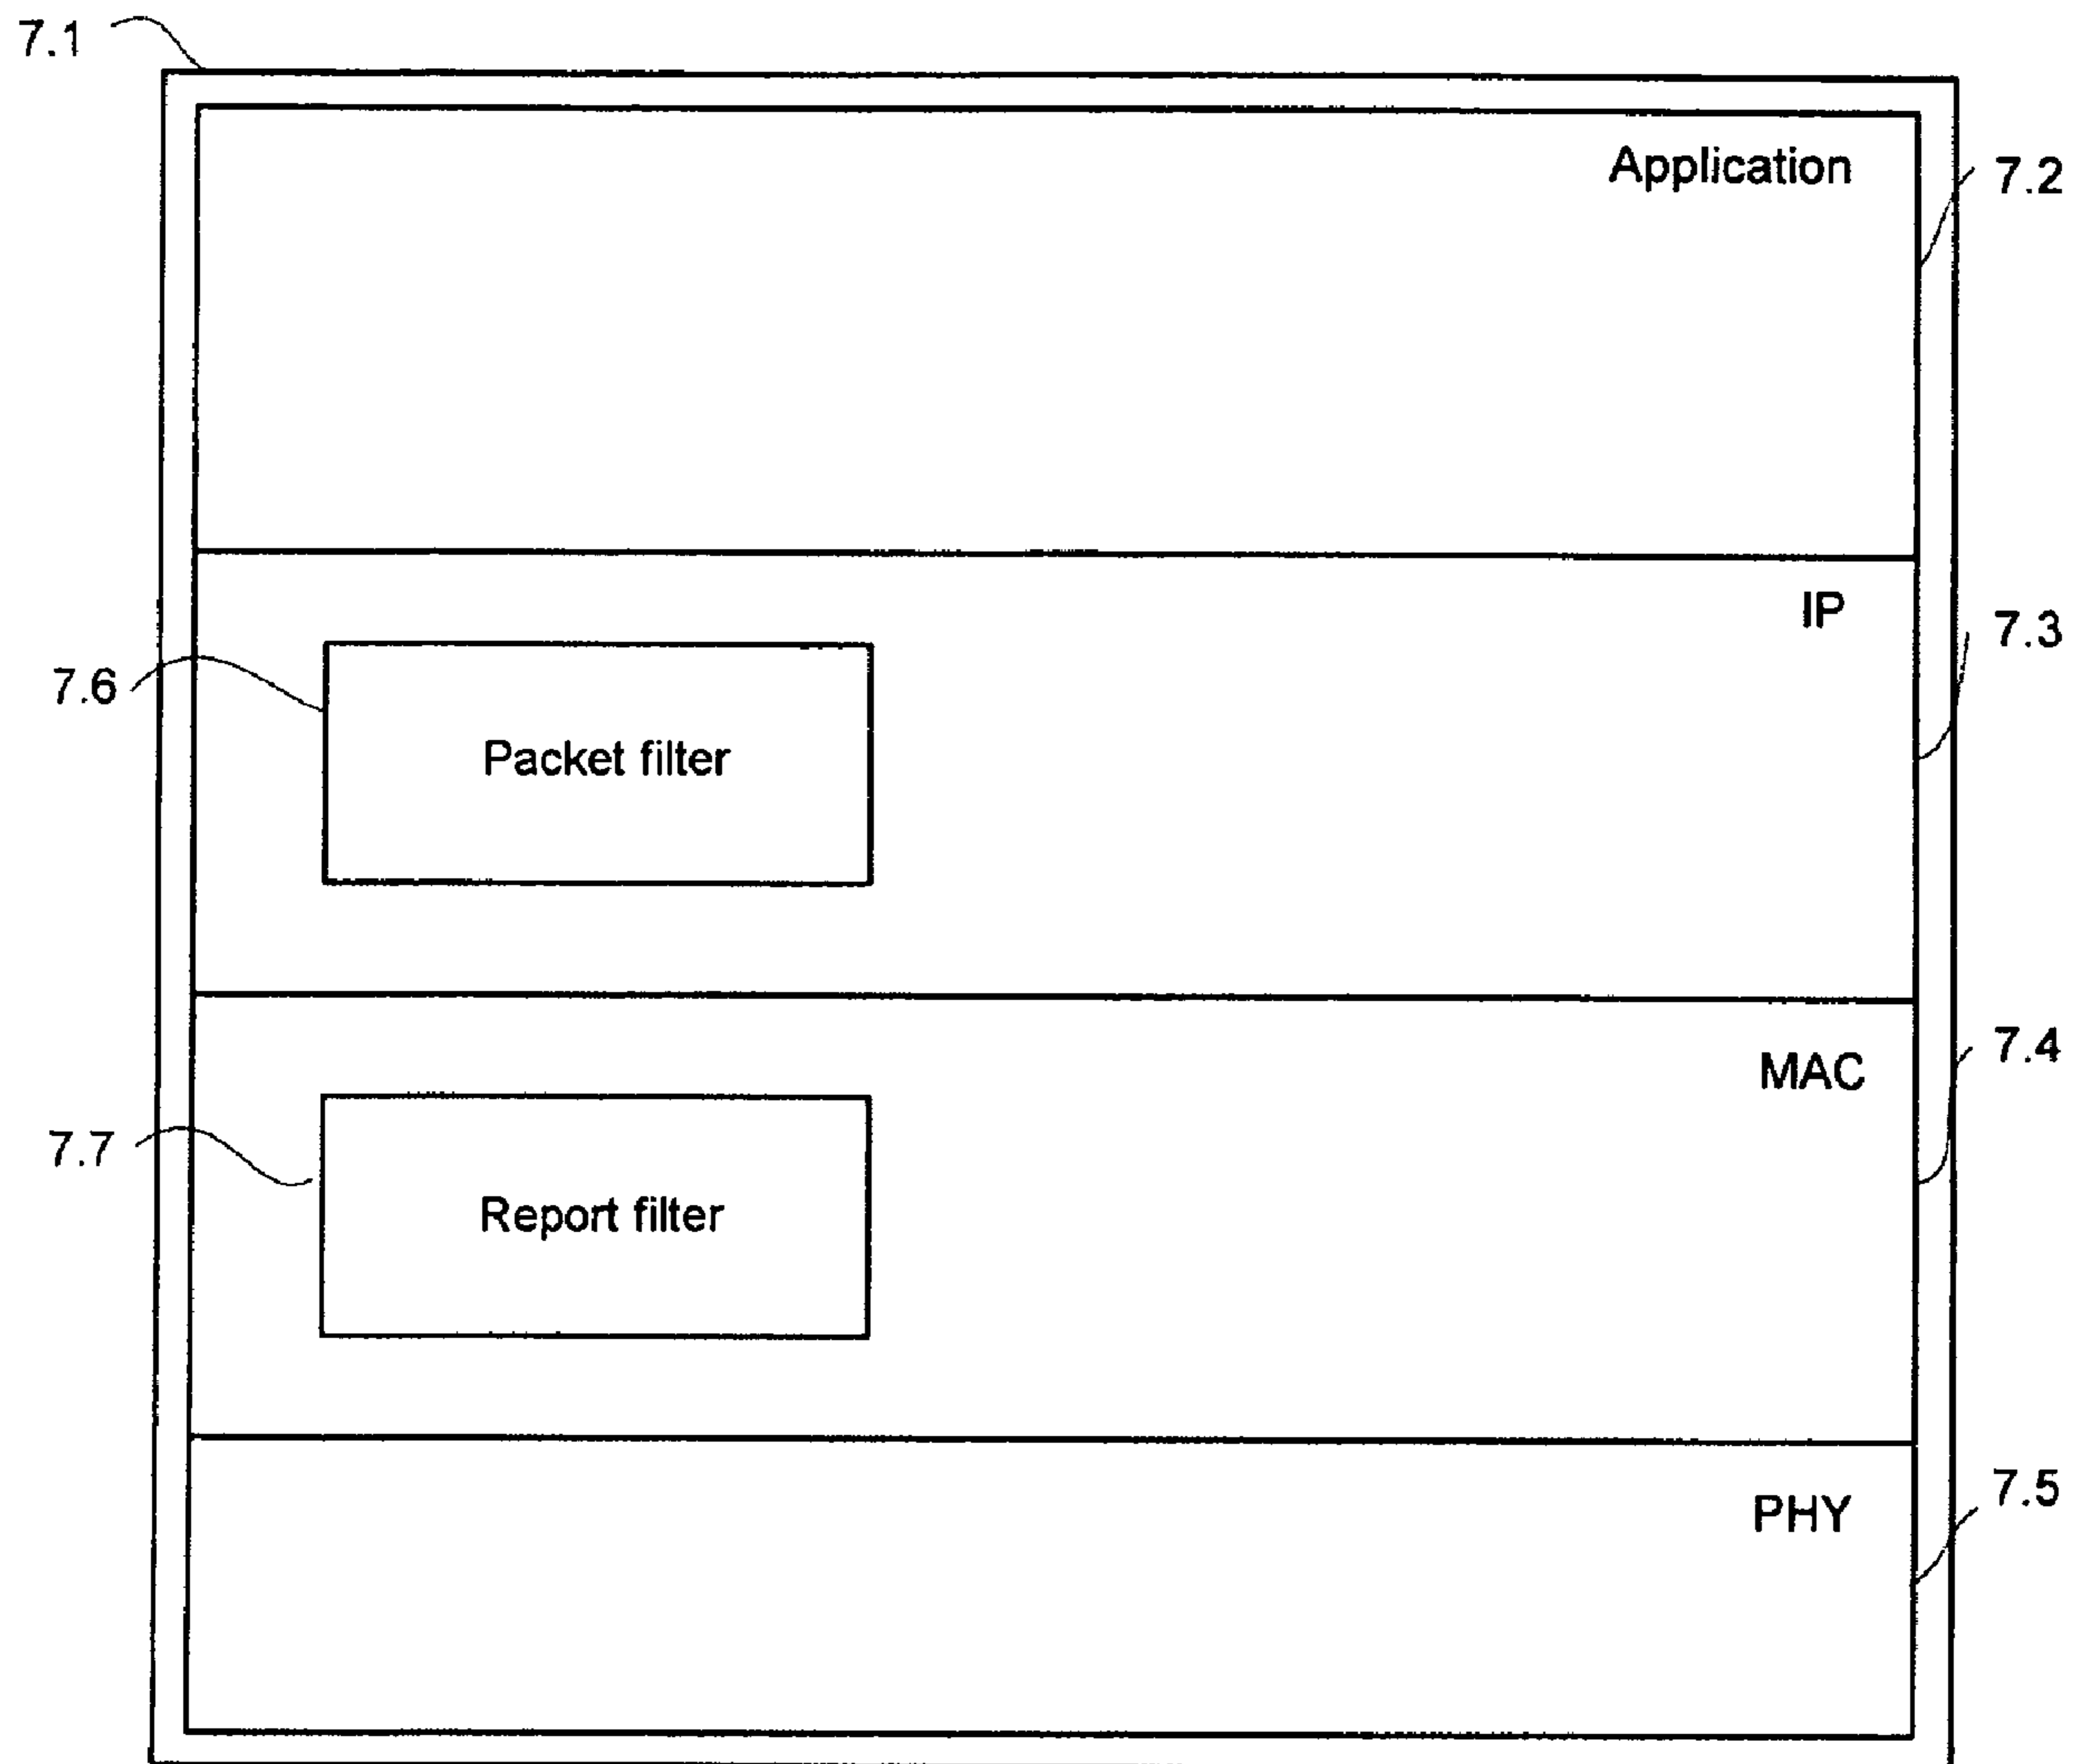 7.1
Application
7.2
IP
7.3
7.6
Packet filter
MAC
7.4
7.7
Report filter
PHY
7.5